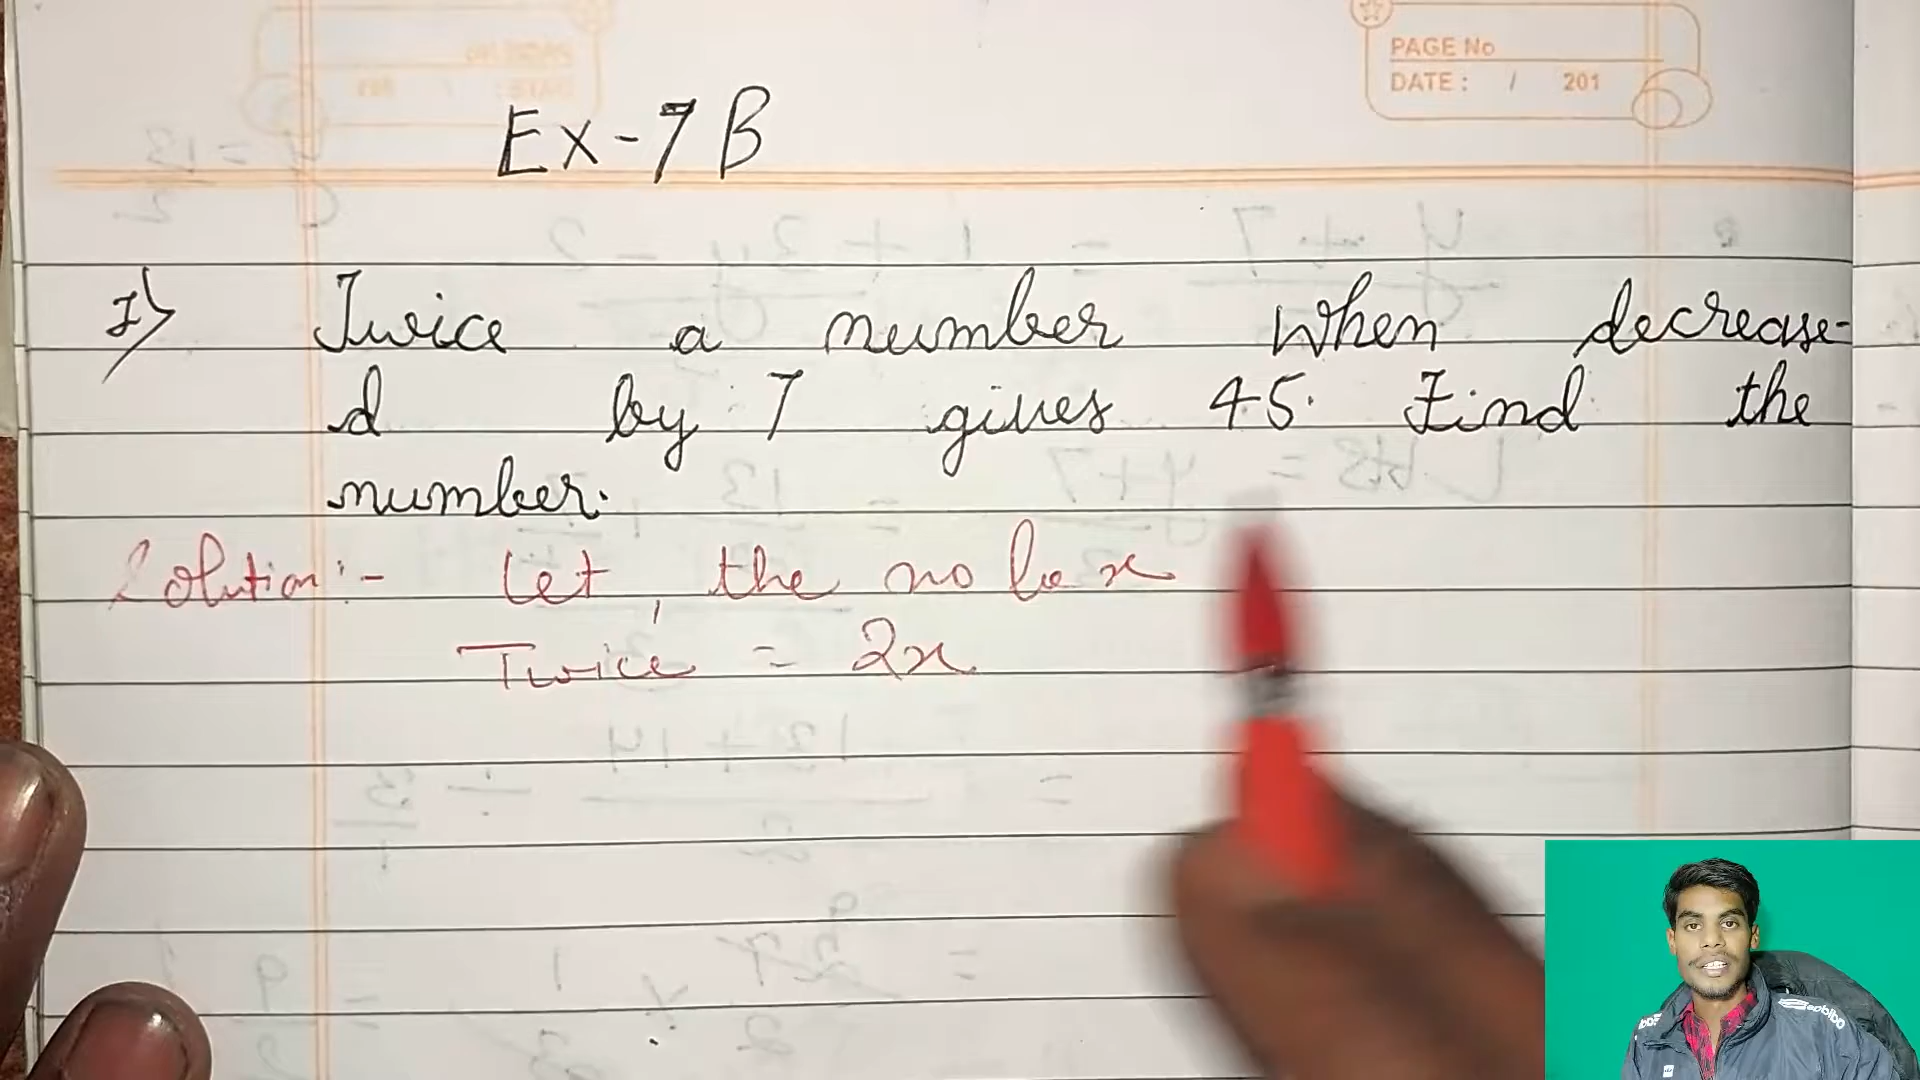 PAGE No
DATE : / 201
Ex-7B
1)
Twice a number when decrease-
d by 7 gives 45. Find the
number.
Solution :- Let, the no be x
Twice = 2x